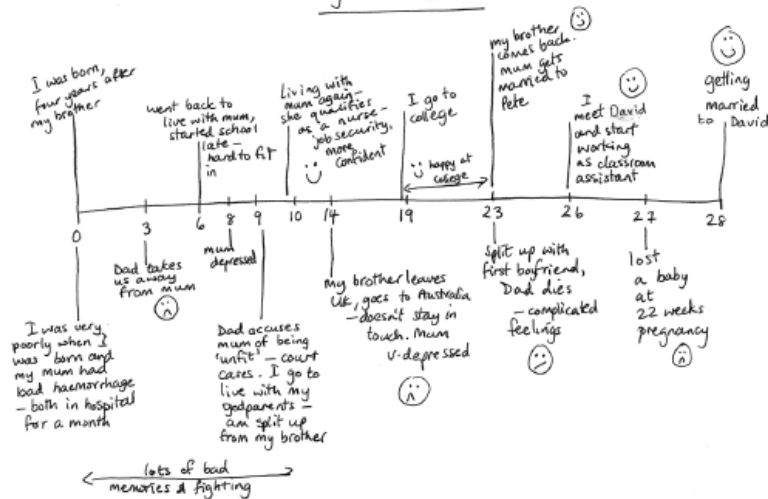 I was born,
four years after
my brother
went back to
live with mum,
started school
late –
hard to fit
in
Living with
mum again –
she qualifies
as a nurse –
job security,
more
confident
I go to
college
happy at
college
my brother
comes back.
mum gets
married to
Pete
I
meet David
and start
working
as classroom
assistant
getting
married
to David
0 3 6 8 9 10 14 19 23 26 27 28
I was very
poorly when I
was born and
my mum had
bad haemorrhage
– both in hospital
for a month
Dad takes
us away
from mum
mum
depressed
Dad accuses
mum of being
'unfit' – court
cases. I go to
live with my
godparents –
am split up
from my brother
my brother leaves
UK, goes to Australia
– doesn't stay in
touch. Mum
v. depressed
split up with
first boyfriend,
Dad dies
– complicated
feelings
lost
a baby
at
22 weeks
pregnancy
lots of bad
memories & fighting